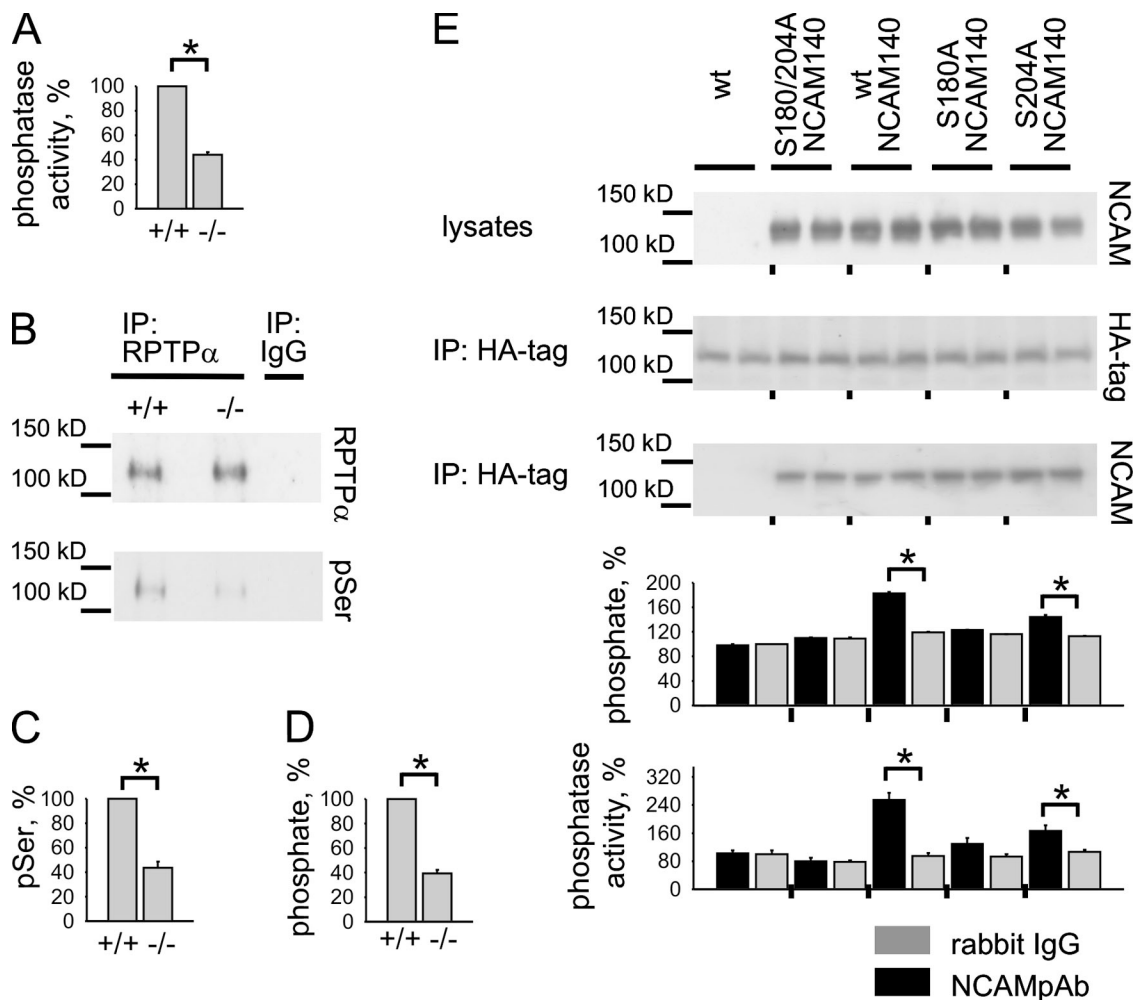 A
*
phosphatase
activity, %
100
80
60
40
20
0
+/+ -/-
B
IP:
RPTPα
IP:
IgG
+/+
-/-
150 kD
100 kD
RPTPα
150 kD
100 kD
pSer
C
*
pSer, %
100
80
60
40
20
0
+/+ -/-
D
*
phosphate, %
100
80
60
40
20
0
+/+ -/-
E
wt
S180/204A
NCAM140
wt
NCAM140
S180A
NCAM140
S204A
NCAM140
lysates
150 kD
100 kD
NCAM
IP: HA-tag
150 kD
100 kD
HA-tag
IP: HA-tag
150 kD
100 kD
NCAM
phosphate, %
200
160
120
80
40
0
*
*
phosphatase
activity, %
320
240
160
80
0
*
*
rabbit IgG
NCAMpAb